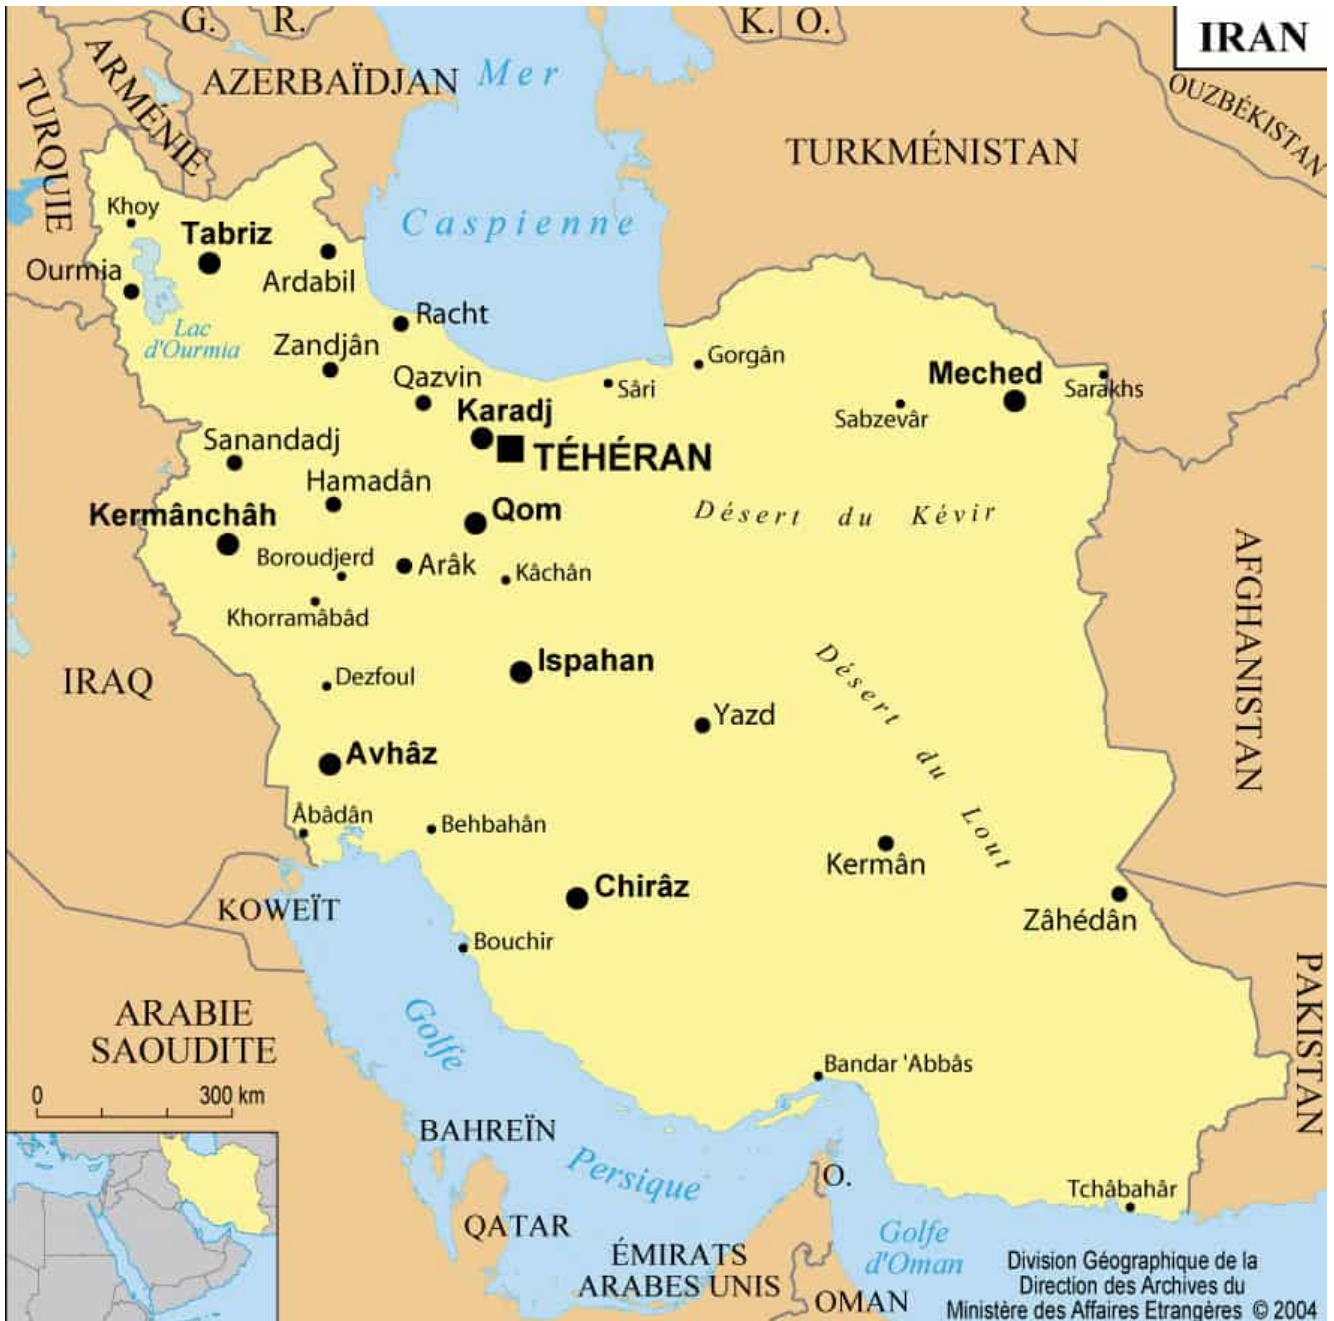 G.
R.
K.
O.
IRAN
ARMÉNIE
AZERBAÏDJAN
Mer
OUZBÉKISTAN
TURQUIE
TURKMÉNISTAN
Khoy
Tabriz
Caspienne
Ourmia
Ardabil
Racht
Lac
d'Ourmia
Zandjân
Gorgân
Qazvin
Sâri
Meched
Sarakhs
Karadj
Sabzevâr
Sanandadj
TÉHÉRAN
Hamadân
Kermânchâh
Qom
Désert du Kévir
Boroudjerd
Arâk
Kâchân
AFGHANISTAN
Khorramâbâd
IRAQ
Ispahan
Dezfoul
Désert du Lout
Yazd
Avhâz
Âbâdân
Behbahân
Kermân
Chirâz
KOWEÏT
Zâhédân
Bouchir
PAKISTAN
ARABIE
SAOUDITE
Golfe
Persique
Bandar 'Abbâs
0 300 km
BAHREÏN
O.
Tchâbahâr
QATAR
Golfe
d'Oman
ÉMIRATS
ARABES UNIS
OMAN
Division Géographique de la
Direction des Archives du
Ministère des Affaires Etrangères © 2004